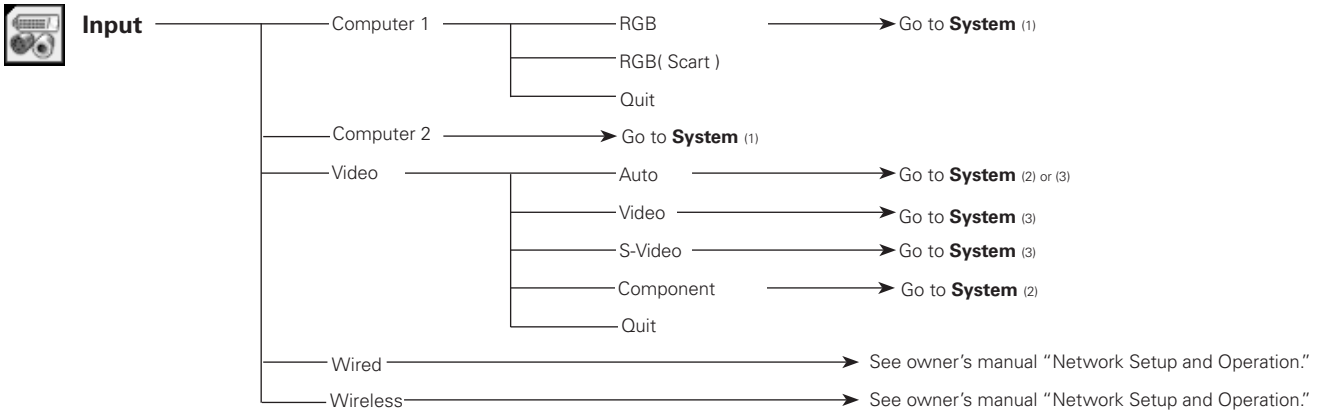 Input Computer 1 RGB Go to System (1)
RGB( Scart )
Quit
Computer 2 Go to System (1)
Video Auto Go to System (2) or (3)
Video Go to System (3)
S-Video Go to System (3)
Component Go to System (2)
Quit
Wired See owner’s manual “Network Setup and Operation.”
Wireless See owner’s manual “Network Setup and Operation.”